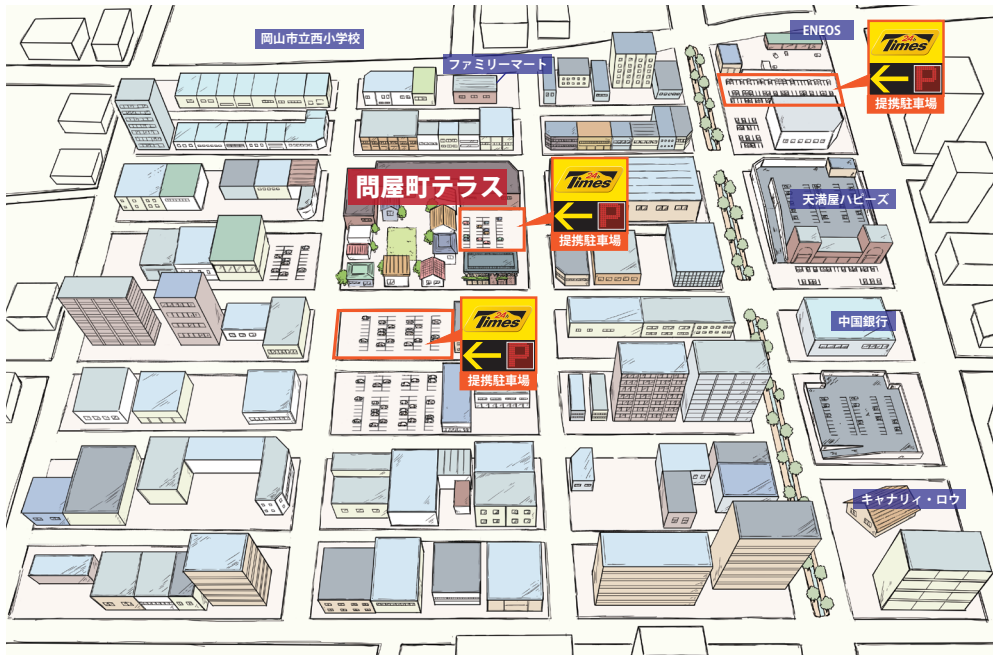 岡山市立西小学校
ファミリーマート
ENEOS
24h
Times
P
提携駐車場
問屋町テラス
24h
Times
P
提携駐車場
天満屋ハピーズ
24h
Times
P
提携駐車場
中国銀行
キャナリィ・ロウ